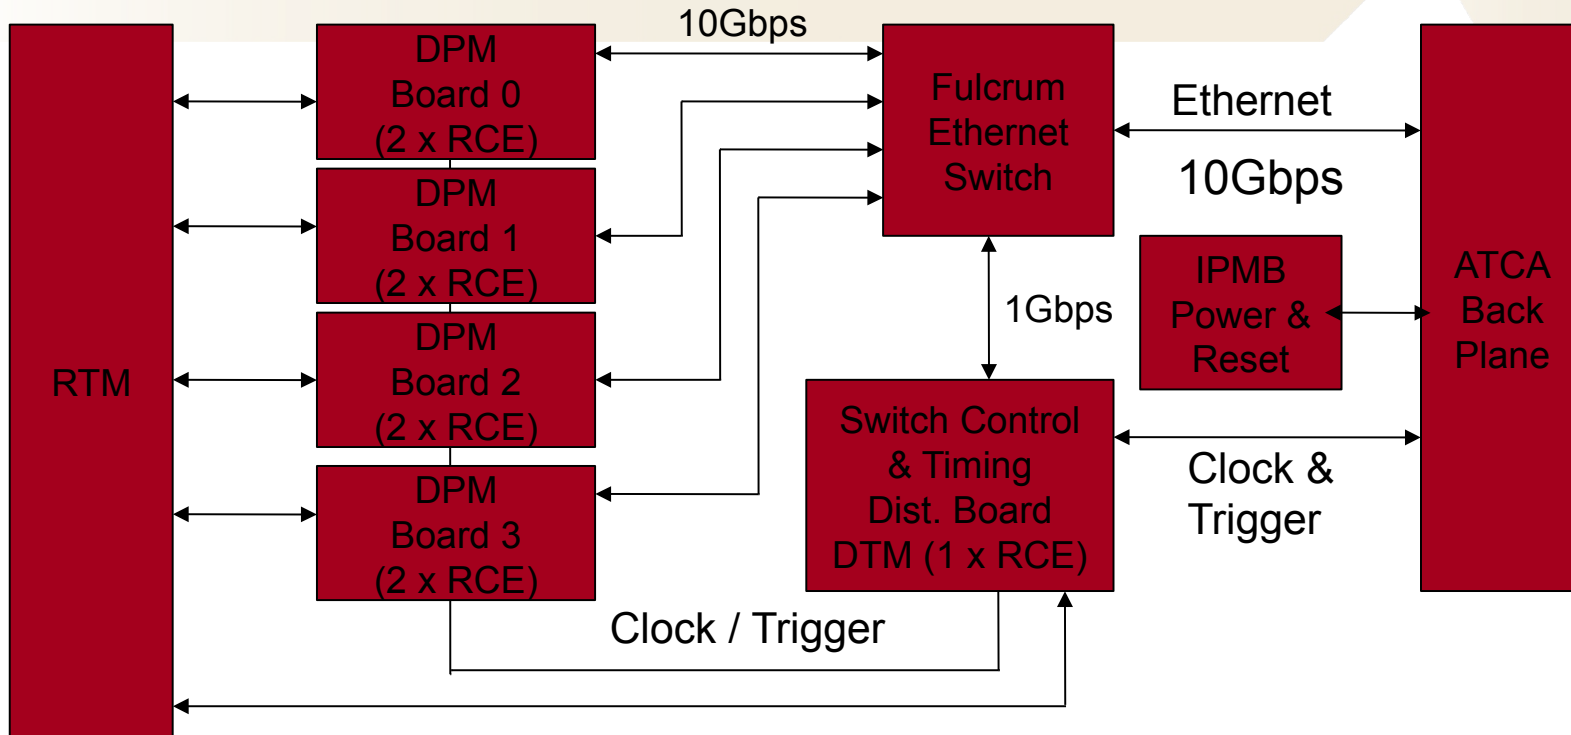 RTM
DPM
Board 0
(2 x RCE)
DPM
Board 1
(2 x RCE)
DPM
Board 2
(2 x RCE)
DPM
Board 3
(2 x RCE)
10Gbps
Fulcrum
Ethernet
Switch
Ethernet
10Gbps
1Gbps
IPMB
Power &
Reset
ATCA
Back
Plane
Switch Control
& Timing
Dist. Board
DTM (1 x RCE)
Clock &
Trigger
Clock / Trigger